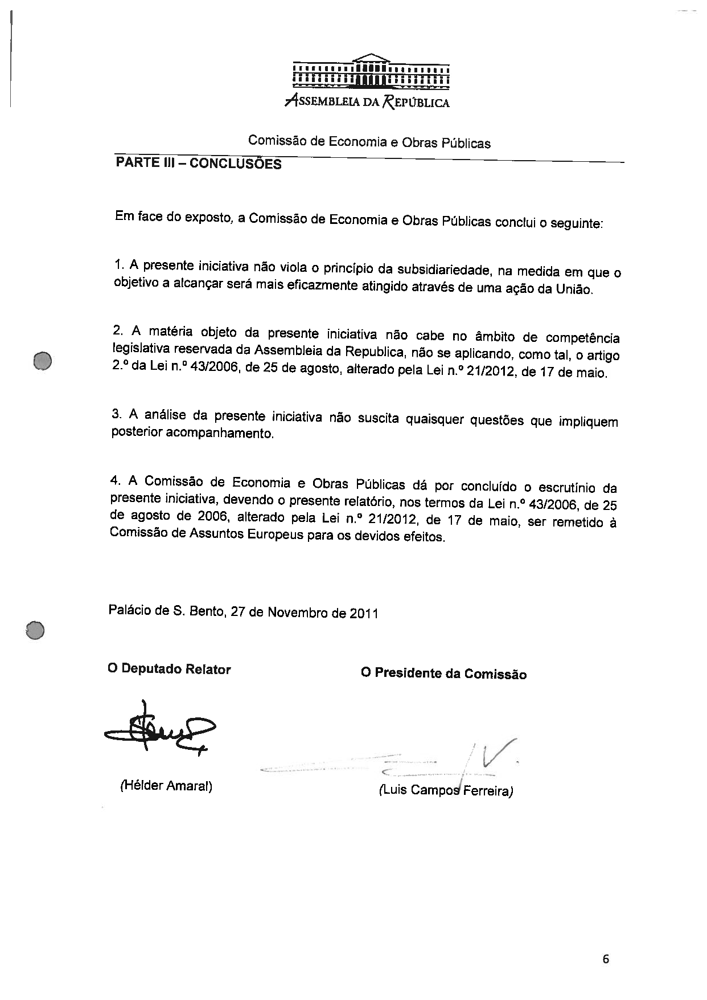 ASSEMBLEIA DA REPÚBLICA
Comissão de Economia e Obras Públicas
PARTE III – CONCLUSÕES
Em face do exposto, a Comissão de Economia e Obras Públicas conclui o seguinte:
1. A presente iniciativa não viola o princípio da subsidiariedade, na medida em que o
objetivo a alcançar será mais eficazmente atingido através de uma ação da União.
2. A matéria objeto da presente iniciativa não cabe no âmbito de competência
legislativa reservada da Assembleia da Republica, não se aplicando, como tal, o artigo
2.º da Lei n.º 43/2006, de 25 de agosto, alterado pela Lei n.º 21/2012, de 17 de maio.
3. A análise da presente iniciativa não suscita quaisquer questões que impliquem
posterior acompanhamento.
4. A Comissão de Economia e Obras Públicas dá por concluído o escrutínio da
presente iniciativa, devendo o presente relatório, nos termos da Lei n.º 43/2006, de 25
de agosto de 2006, alterado pela Lei n.º 21/2012, de 17 de maio, ser remetido à
Comissão de Assuntos Europeus para os devidos efeitos.
Palácio de S. Bento, 27 de Novembro de 2011
O Deputado Relator
O Presidente da Comissão
(Hélder Amaral)
(Luis Campos Ferreira)
6